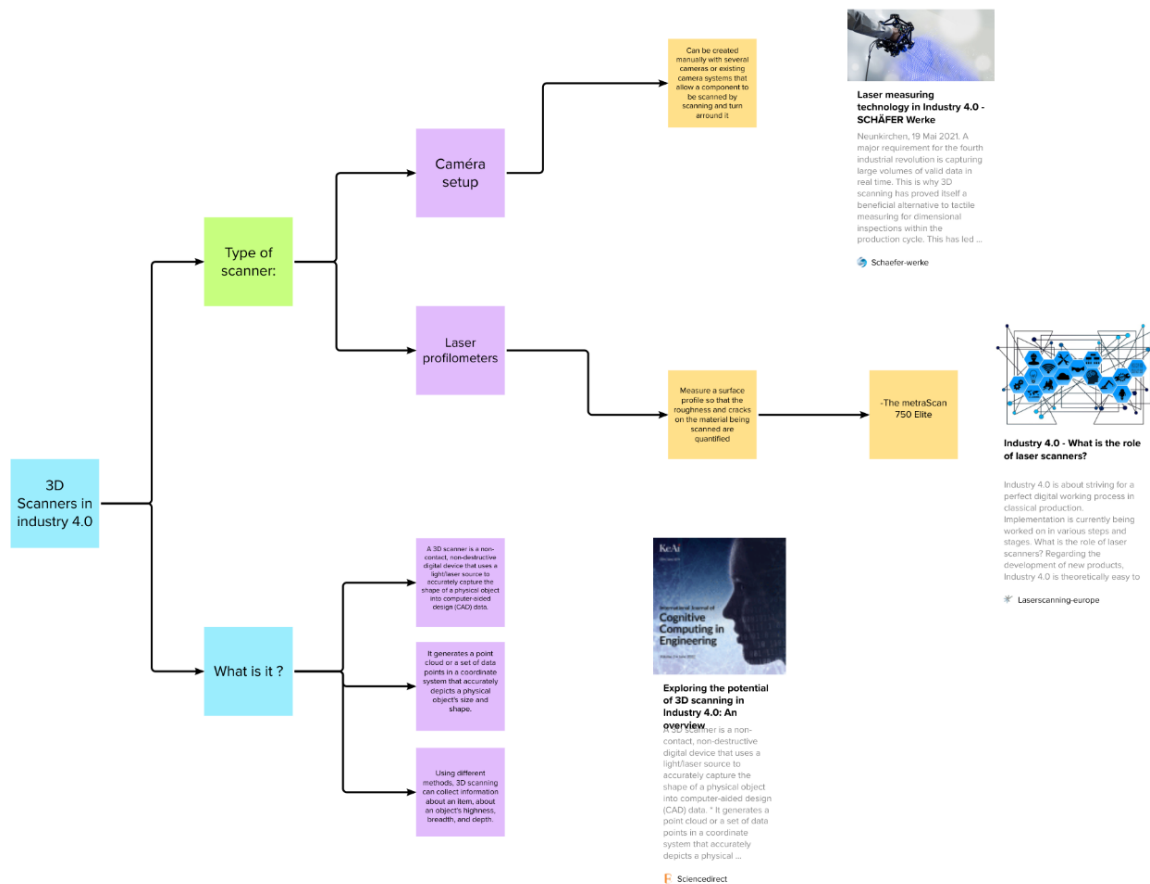 Can be created
manually with several
cameras or existing
camera systems that
allow a component to
be scanned by
scanning and turn
arround it
Laser measuring
technology in Industry 4.0 -
SCHÄFER Werke
Neunkirchen, 19 Mai 2021. A
major requirement for the fourth
industrial revolution is capturing
large volumes of valid data in
real time. This is why 3D
scanning has proved itself a
beneficial alternative to tactile
measuring for dimensional
inspections within the
production cycle. This has led ...
Schaefer-werke
Caméra
setup
Type of
scanner:
Laser
profilometers
Measure a surface
profile so that the
roughness and cracks
on the material being
scanned are
quantified
-The metraScan
750 Elite
Industry 4.0 - What is the role
of laser scanners?
Industry 4.0 is about striving for a
perfect digital working process in
classical production.
Implementation is currently being
worked on in various steps and
stages. What is the role of laser
scanners? Regarding the
development of new products,
Industry 4.0 is theoretically easy to
Laserscanning-europe
3D
Scanners in
industry 4.0
What is it ?
A 3D scanner is a non-
contact, non-destructive
digital device that uses a
light/laser source to
accurately capture the
shape of a physical object
into computer-aided
design (CAD) data.
It generates a point
cloud or a set of data
points in a coordinate
system that accurately
depicts a physical
object's size and
shape.
Using different
methods, 3D scanning
can collect information
about an item, about
an object's highness,
breadth, and depth.
KeAi
International Journal of
Cognitive
Computing in
Engineering
Exploring the potential
of 3D scanning in
Industry 4.0: An
overview
A 3D scanner is a non-
contact, non-destructive
digital device that uses a
light/laser source to
accurately capture the
shape of a physical object
into computer-aided design
(CAD) data. * It generates a
point cloud or a set of data
points in a coordinate
system that accurately
depicts a physical ...
Sciencedirect